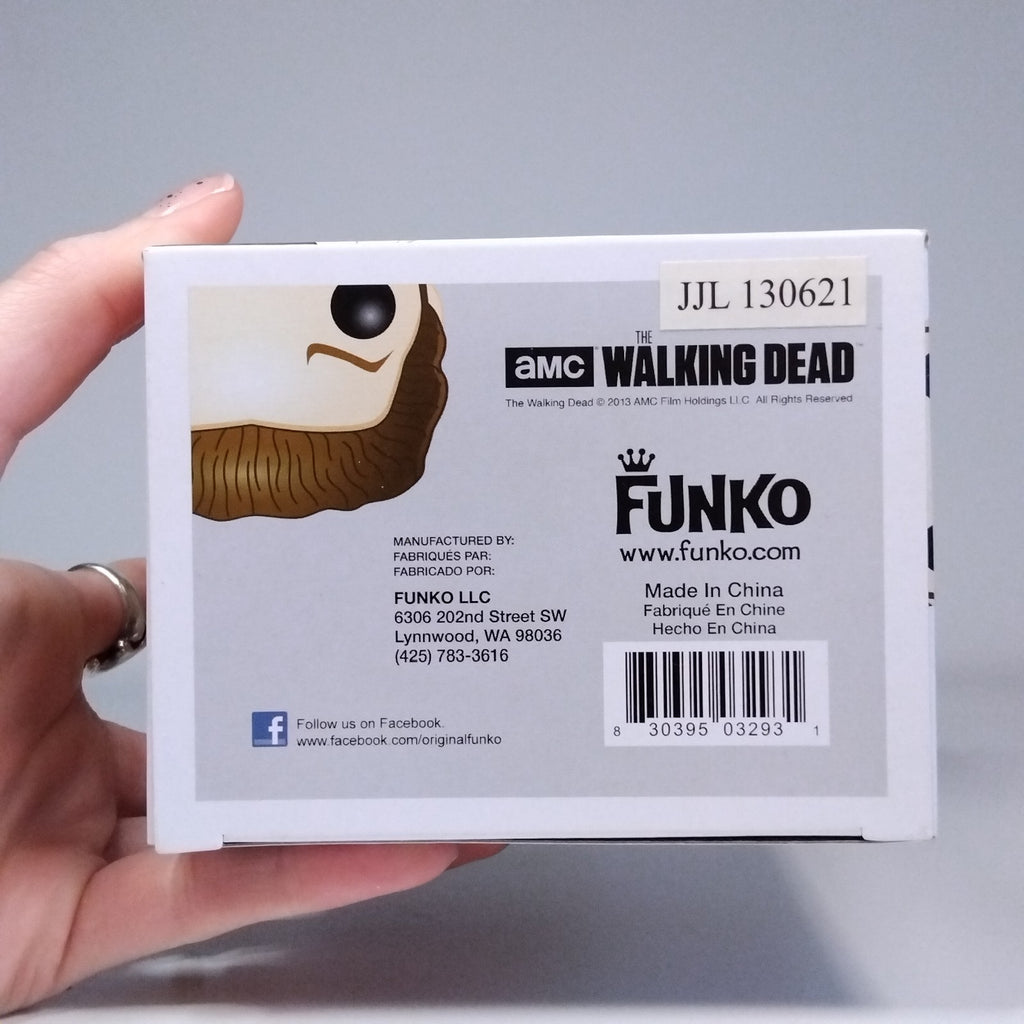 JJL 130621
THE
aMC WALKING DEAD™
The Walking Dead © 2013 AMC Film Holdings LLC. All Rights Reserved
FUNKO
www.funko.com
MANUFACTURED BY:
FABRIQUÉS PAR:
FABRICADO POR:
FUNKO LLC
6306 202nd Street SW
Lynnwood, WA 98036
(425) 783-3616
Made In China
Fabriqué En Chine
Hecho En China
8 30395 03293 1
f Follow us on Facebook.
www.facebook.com/originalfunko